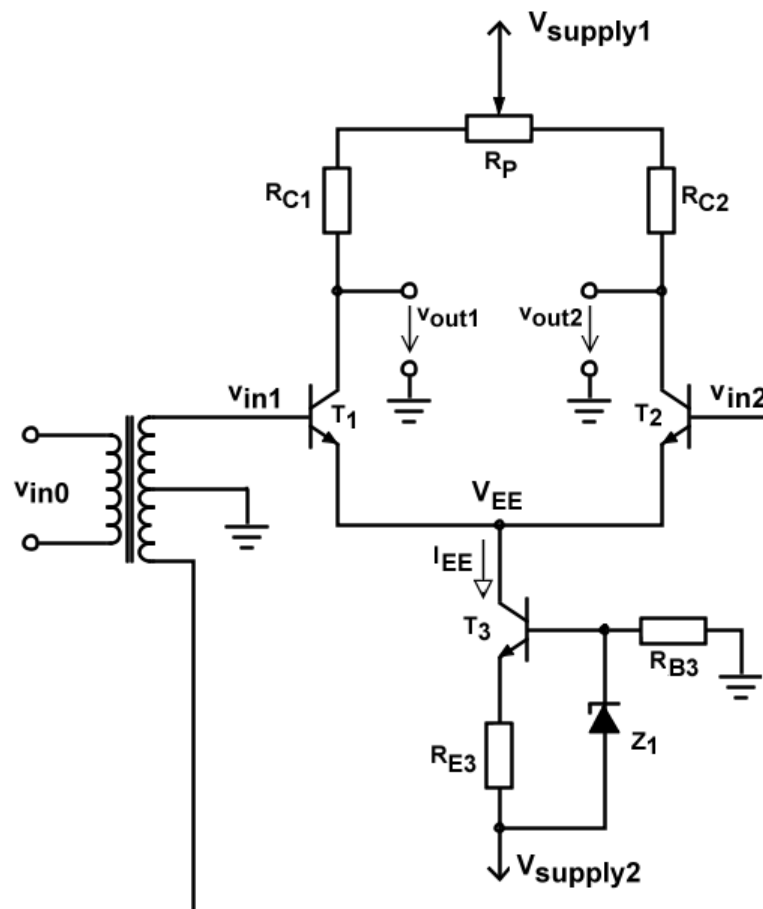 Vsupply1
RP
RC1
RC2
vout1
vout2
vin1
T1
T2
vin2
vin0
VEE
IEE
T3
RB3
RE3
Z1
Vsupply2